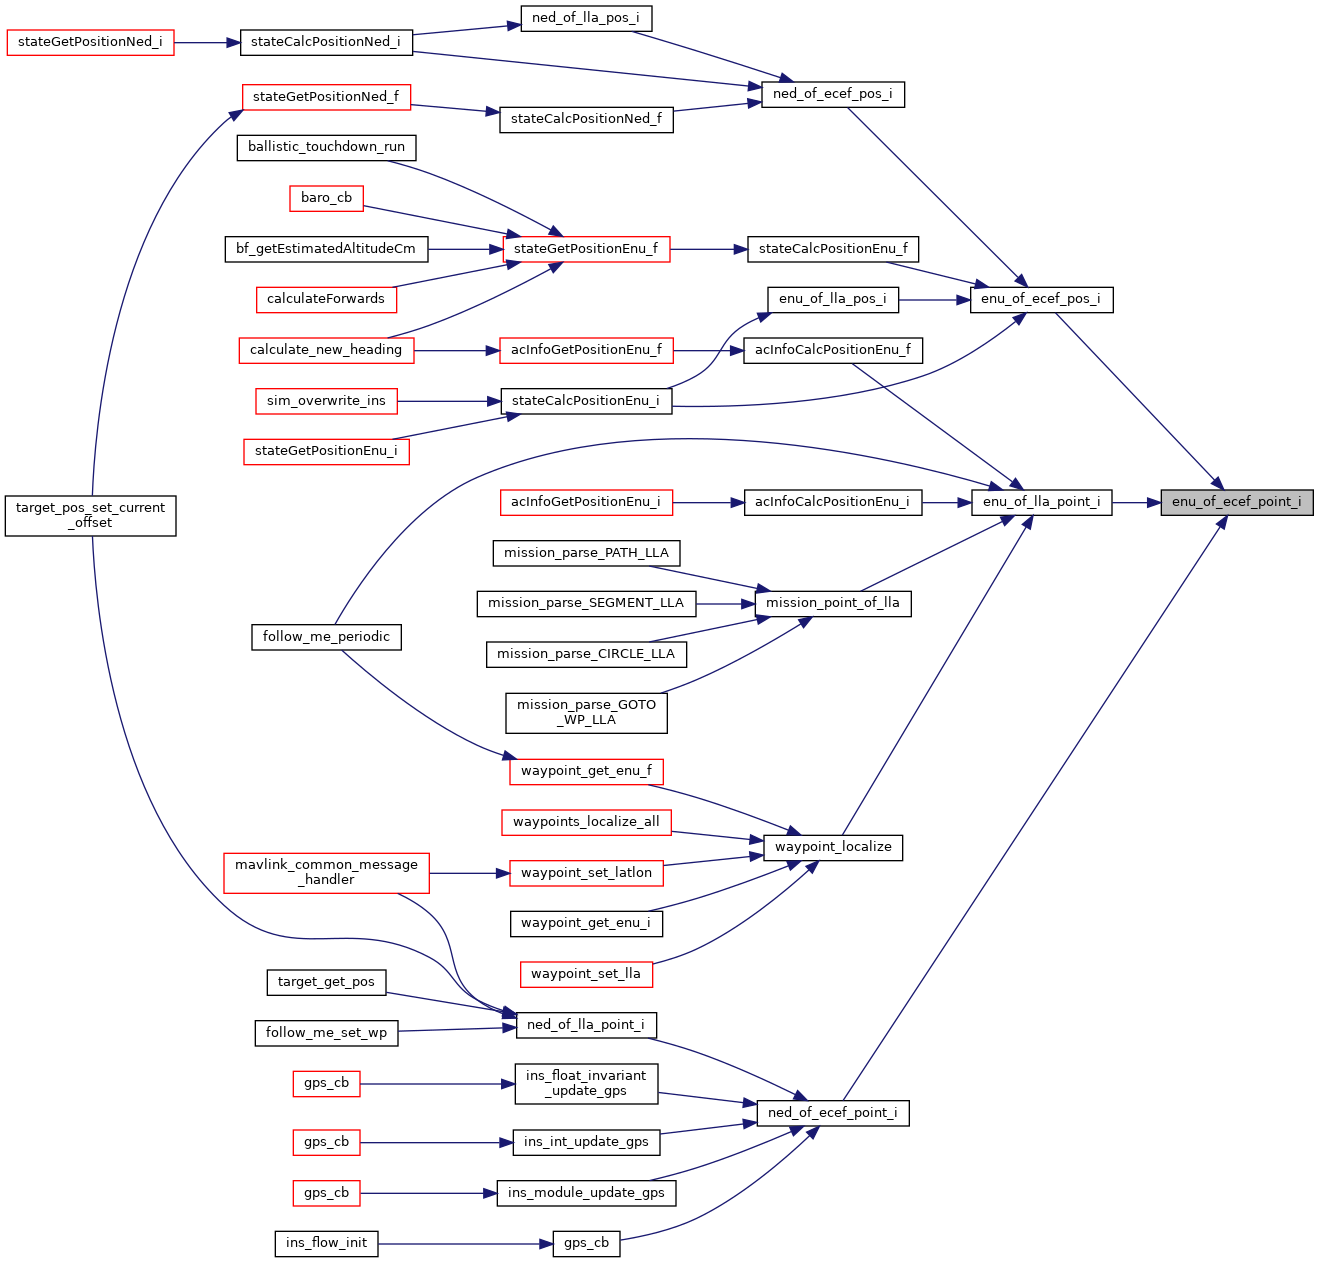 ned_of_lla_pos_i
stateGetPositionNed_i
stateCalcPositionNed_i
ned_of_ecef_pos_i
stateGetPositionNed_f
stateCalcPositionNed_f
ballistic_touchdown_run
baro_cb
bf_getEstimatedAltitudeCm
stateGetPositionEnu_f
stateCalcPositionEnu_f
calculateForwards
enu_of_lla_pos_i
enu_of_ecef_pos_i
calculate_new_heading
acInfoGetPositionEnu_f
acInfoCalcPositionEnu_f
sim_overwrite_ins
stateCalcPositionEnu_i
stateGetPositionEnu_i
target_pos_set_current
_offset
acInfoGetPositionEnu_i
acInfoCalcPositionEnu_i
enu_of_lla_point_i
enu_of_ecef_point_i
mission_parse_PATH_LLA
mission_parse_SEGMENT_LLA
mission_point_of_lla
follow_me_periodic
mission_parse_CIRCLE_LLA
mission_parse_GOTO
_WP_LLA
waypoint_get_enu_f
waypoints_localize_all
waypoint_localize
mavlink_common_message
_handler
waypoint_set_latlon
waypoint_get_enu_i
waypoint_set_lla
target_get_pos
follow_me_set_wp
ned_of_lla_point_i
gps_cb
ins_float_invariant
_update_gps
ned_of_ecef_point_i
gps_cb
ins_int_update_gps
gps_cb
ins_module_update_gps
ins_flow_init
gps_cb